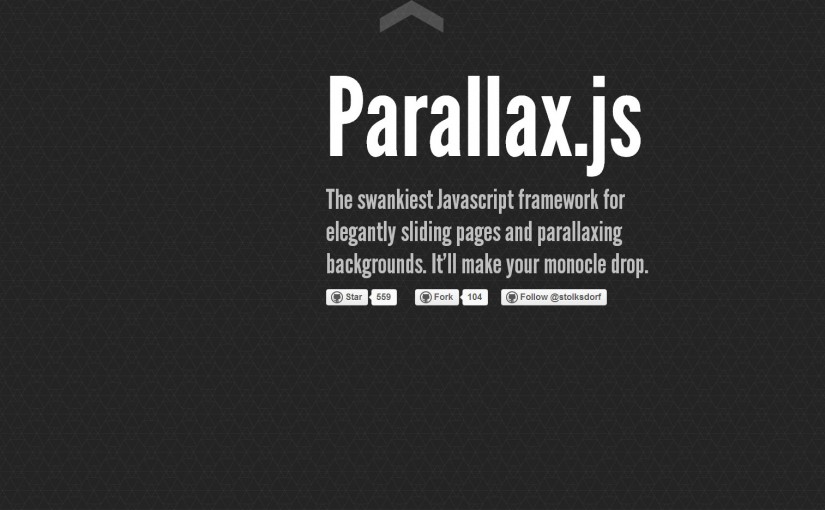 Parallax.js
The swankiest Javascript framework for
elegantly sliding pages and parallaxing
backgrounds. It’ll make your monocle drop.
Star 559 Fork 104 Follow @stolksdorf